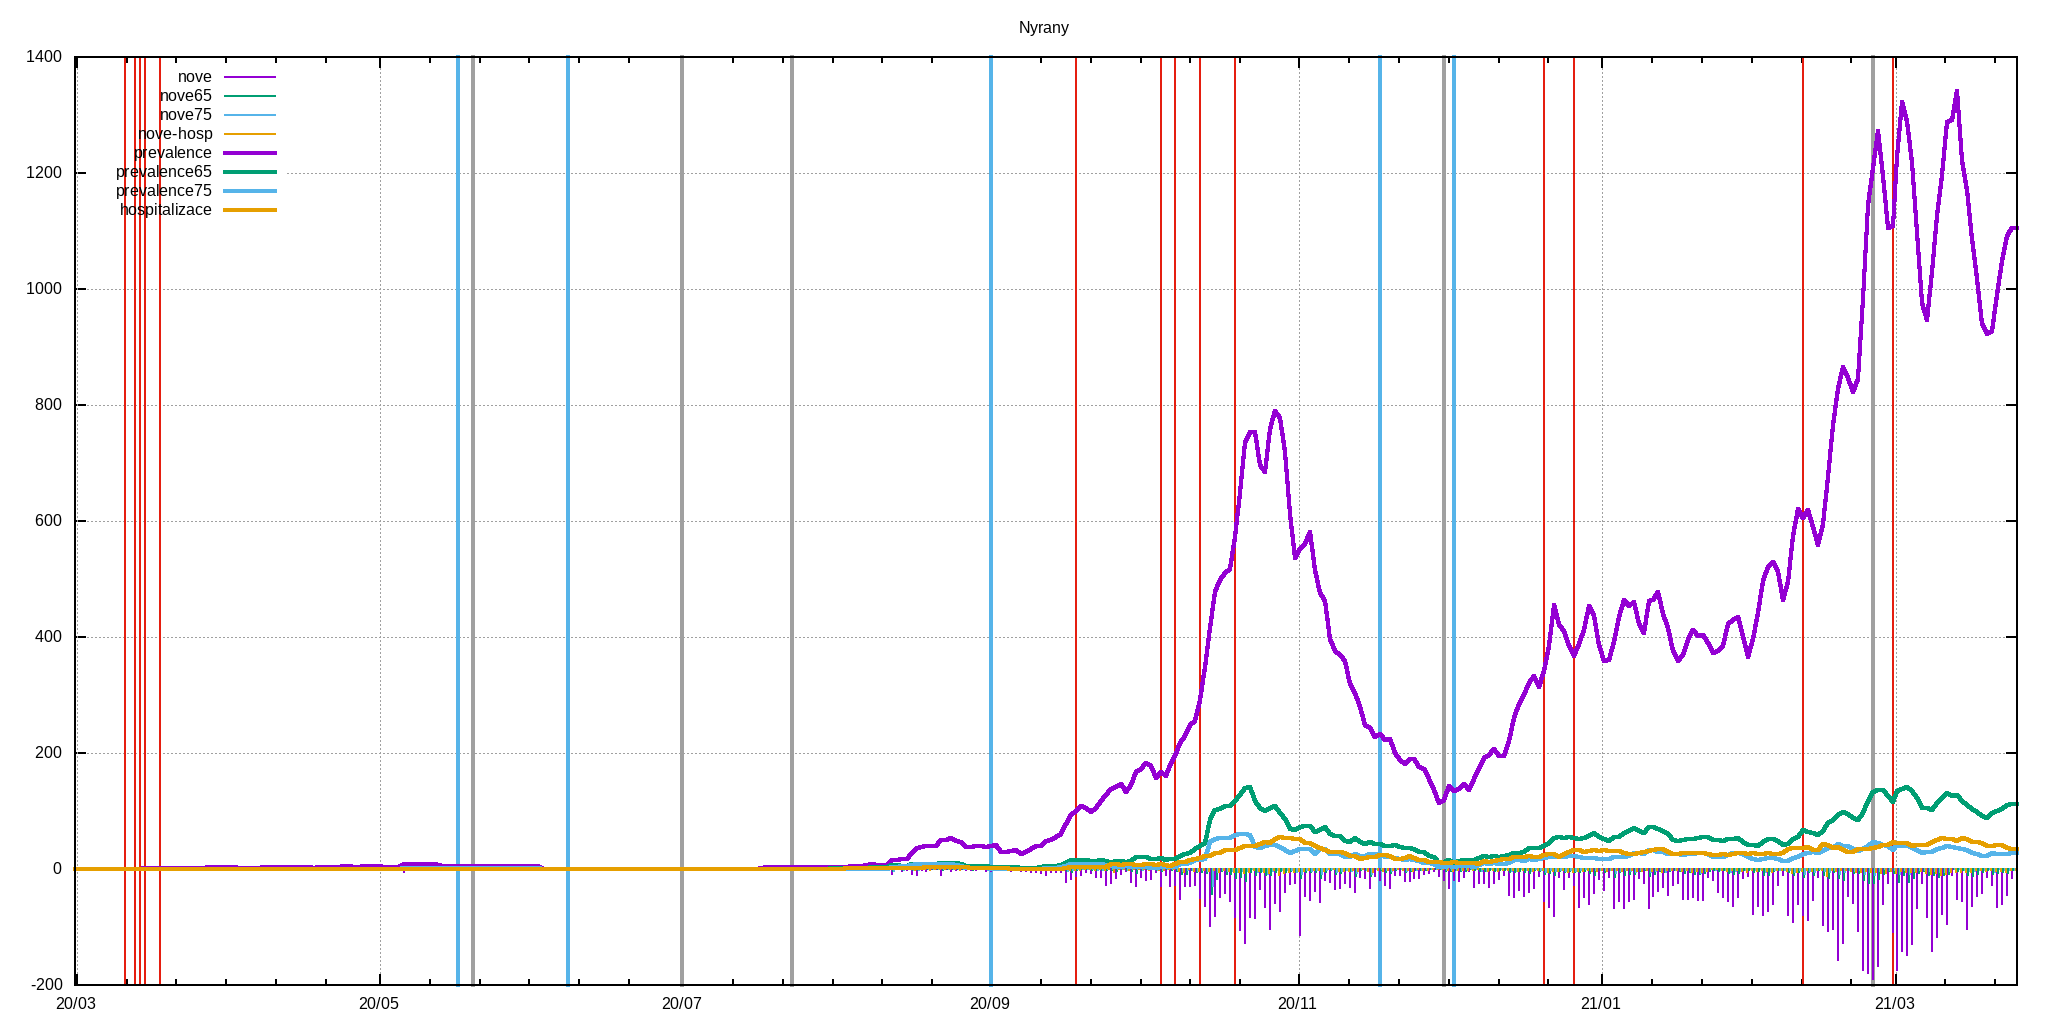 Nyrany
1400
1200
1000
800
600
400
200
0
-200
nove
nove65
nove75
nove-hosp
prevalence
prevalence65
prevalence75
hospitalizace
20/03
20/05
20/07
20/09
20/11
21/01
21/03